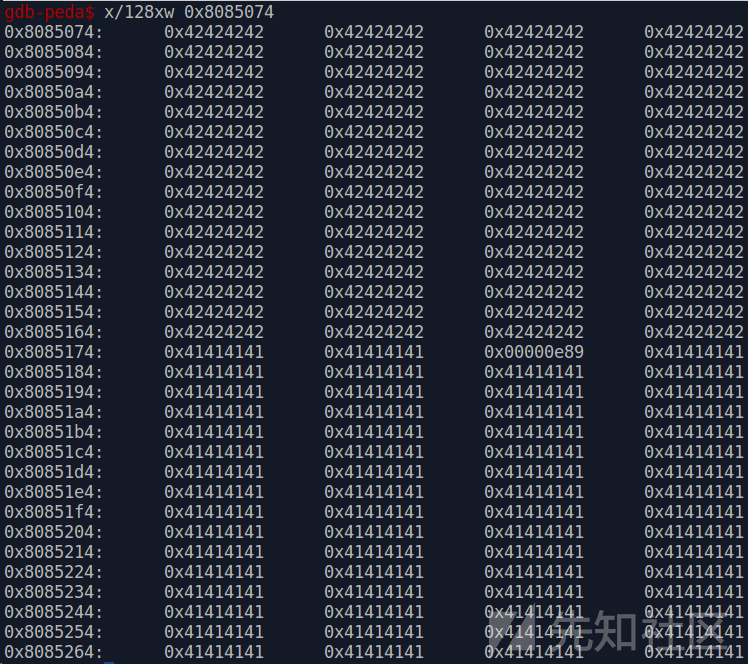 gdb-peda$ x/128xw 0x8085074
0x8085074: 0x42424242 0x42424242 0x42424242 0x42424242
0x8085084: 0x42424242 0x42424242 0x42424242 0x42424242
0x8085094: 0x42424242 0x42424242 0x42424242 0x42424242
0x80850a4: 0x42424242 0x42424242 0x42424242 0x42424242
0x80850b4: 0x42424242 0x42424242 0x42424242 0x42424242
0x80850c4: 0x42424242 0x42424242 0x42424242 0x42424242
0x80850d4: 0x42424242 0x42424242 0x42424242 0x42424242
0x80850e4: 0x42424242 0x42424242 0x42424242 0x42424242
0x80850f4: 0x42424242 0x42424242 0x42424242 0x42424242
0x8085104: 0x42424242 0x42424242 0x42424242 0x42424242
0x8085114: 0x42424242 0x42424242 0x42424242 0x42424242
0x8085124: 0x42424242 0x42424242 0x42424242 0x42424242
0x8085134: 0x42424242 0x42424242 0x42424242 0x42424242
0x8085144: 0x42424242 0x42424242 0x42424242 0x42424242
0x8085154: 0x42424242 0x42424242 0x42424242 0x42424242
0x8085164: 0x42424242 0x42424242 0x42424242 0x42424242
0x8085174: 0x41414141 0x41414141 0x00000e89 0x41414141
0x8085184: 0x41414141 0x41414141 0x41414141 0x41414141
0x8085194: 0x41414141 0x41414141 0x41414141 0x41414141
0x80851a4: 0x41414141 0x41414141 0x41414141 0x41414141
0x80851b4: 0x41414141 0x41414141 0x41414141 0x41414141
0x80851c4: 0x41414141 0x41414141 0x41414141 0x41414141
0x80851d4: 0x41414141 0x41414141 0x41414141 0x41414141
0x80851e4: 0x41414141 0x41414141 0x41414141 0x41414141
0x80851f4: 0x41414141 0x41414141 0x41414141 0x41414141
0x8085204: 0x41414141 0x41414141 0x41414141 0x41414141
0x8085214: 0x41414141 0x41414141 0x41414141 0x41414141
0x8085224: 0x41414141 0x41414141 0x41414141 0x41414141
0x8085234: 0x41414141 0x41414141 0x41414141 0x41414141
0x8085244: 0x41414141 0x41414141 0x41414141 0x41414141
0x8085254: 0x41414141 0x41414141 0x41414141 0x41414141
0x8085264: 0x41414141 0x41414141 0x41414141 0x41414141
先知社区